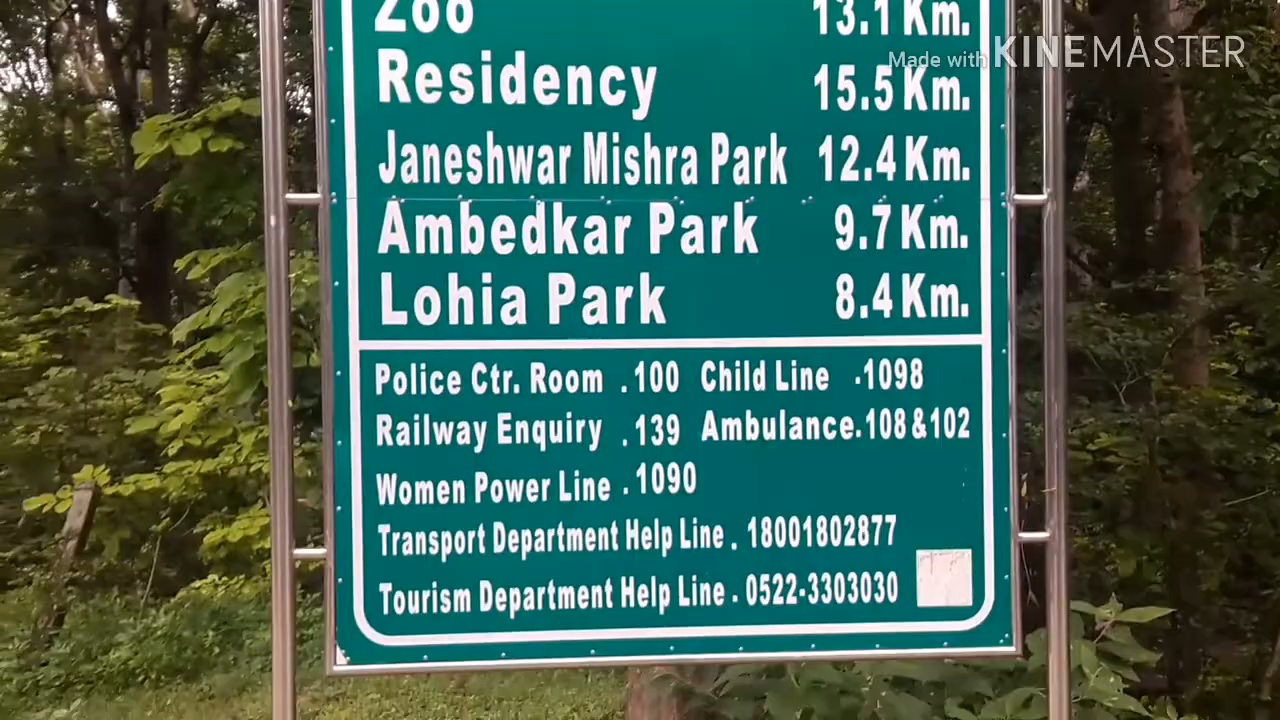 Zoo 13.1 Km.
Made with KINEMASTER
Residency 15.5 Km.
Janeshwar Mishra Park 12.4 Km.
Ambedkar Park 9.7 Km.
Lohia Park 8.4 Km.
Police Ctr. Room . 100 Child Line - 1098
Railway Enquiry . 139 Ambulance. 108 & 102
Women Power Line . 1090
Transport Department Help Line . 18001802877
Tourism Department Help Line . 0522-3303030